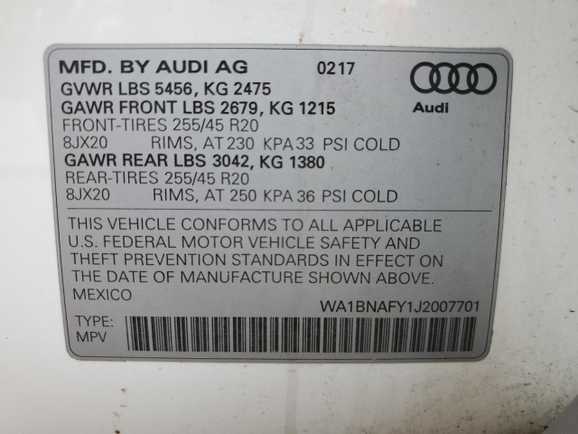 MFD. BY AUDI AG 0217
GVWR LBS 5456, KG 2475
GAWR FRONT LBS 2679, KG 1215
Audi
FRONT-TIRES 255/45 R20
8JX20 RIMS, AT 230 KPA 33 PSI COLD
GAWR REAR LBS 3042, KG 1380
REAR-TIRES 255/45 R20
8JX20 RIMS, AT 250 KPA 36 PSI COLD
THIS VEHICLE CONFORMS TO ALL APPLICABLE
U.S. FEDERAL MOTOR VEHICLE SAFETY AND
THEFT PREVENTION STANDARDS IN EFFECT ON
THE DATE OF MANUFACTURE SHOWN ABOVE.
MEXICO WA1BNAFY1J2007701
TYPE:
MPV